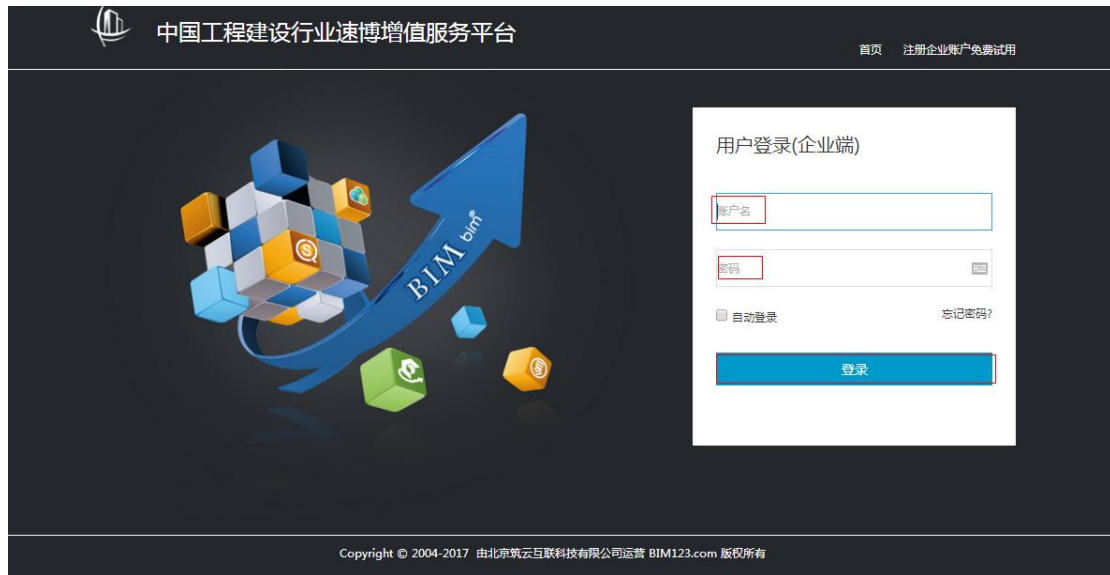 中国工程建设行业速博增值服务平台
首页 注册企业账户免费试用
用户登录(企业端)
账户名
密码
自动登录 忘记密码?
登录
BIM bim
Copyright © 2004-2017 由北京筑云互联科技有限公司运营 BIM123.com 版权所有